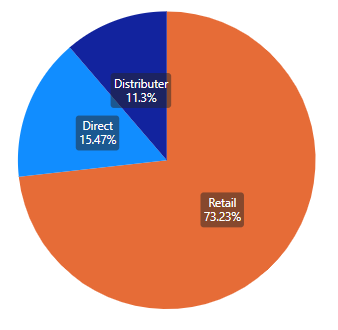 Distributer
11.3%
Direct
15.47%
Retail
73.23%